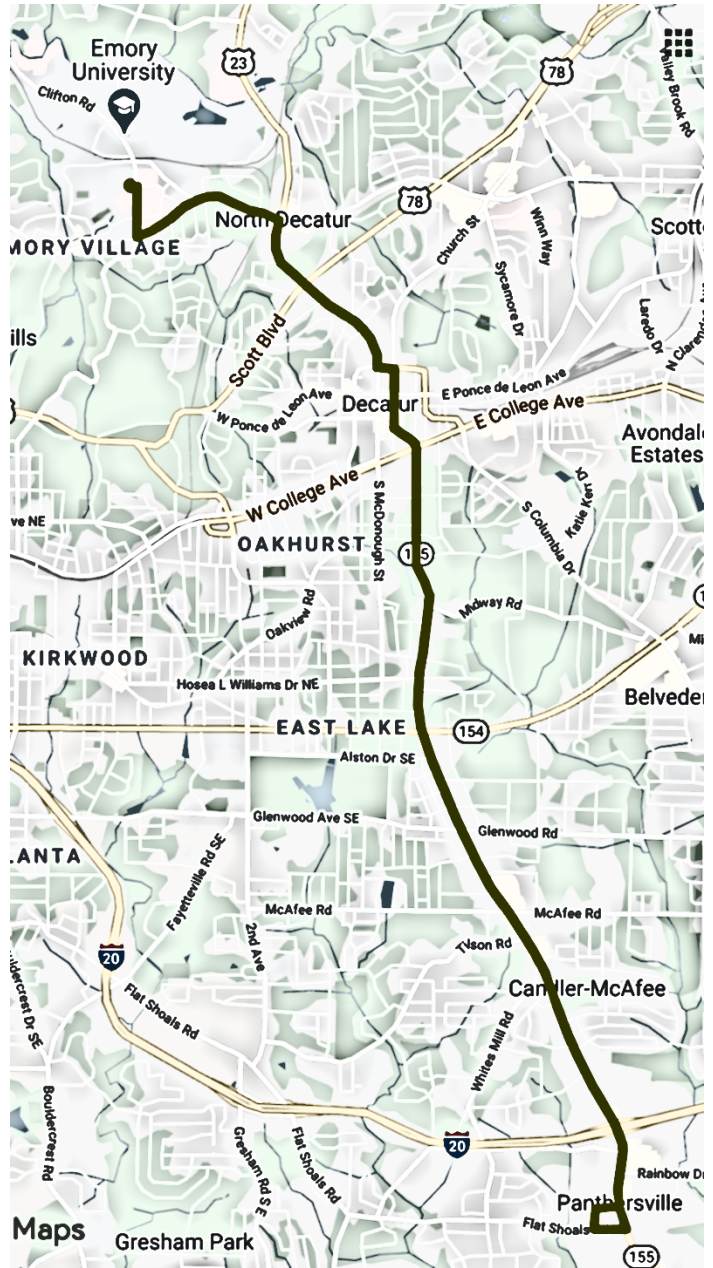 Emory
University
23
78
Valley Brook Rd
Clifton Rd
78
North Decatur
Church St
Winn Way
Scott
MORY VILLAGE
Sycamore Dr
ills
Scott Blvd
Laredo Dr
N Clarendon Ave
E Ponce de Leon Ave
W Ponce de Leon Ave
Decatur
E College Ave
Avondale
Estates
W College Ave
S McDonough St
Katie Kerr Dr
ve NE
S Columbia Dr
OAKHURST
155
Midway Rd
Oakview Rd
KIRKWOOD
Hosea L Williams Dr NE
Belveder
EAST LAKE
154
Alston Dr SE
Glenwood Ave SE
Glenwood Rd
LANTA
Fayetteville Rd SE
McAfee Rd
McAfee Rd
2nd Ave
Tyson Rd
20
Candler-McAfee
uldercrest Dr SE
Flat Shoals Rd
Whites Mill Rd
Bouldercrest Rd
Gresham Rd SE
Flat Shoals Rd
20
Rainbow Dr
Panthersville
Flat Shoals
Maps
Gresham Park
155